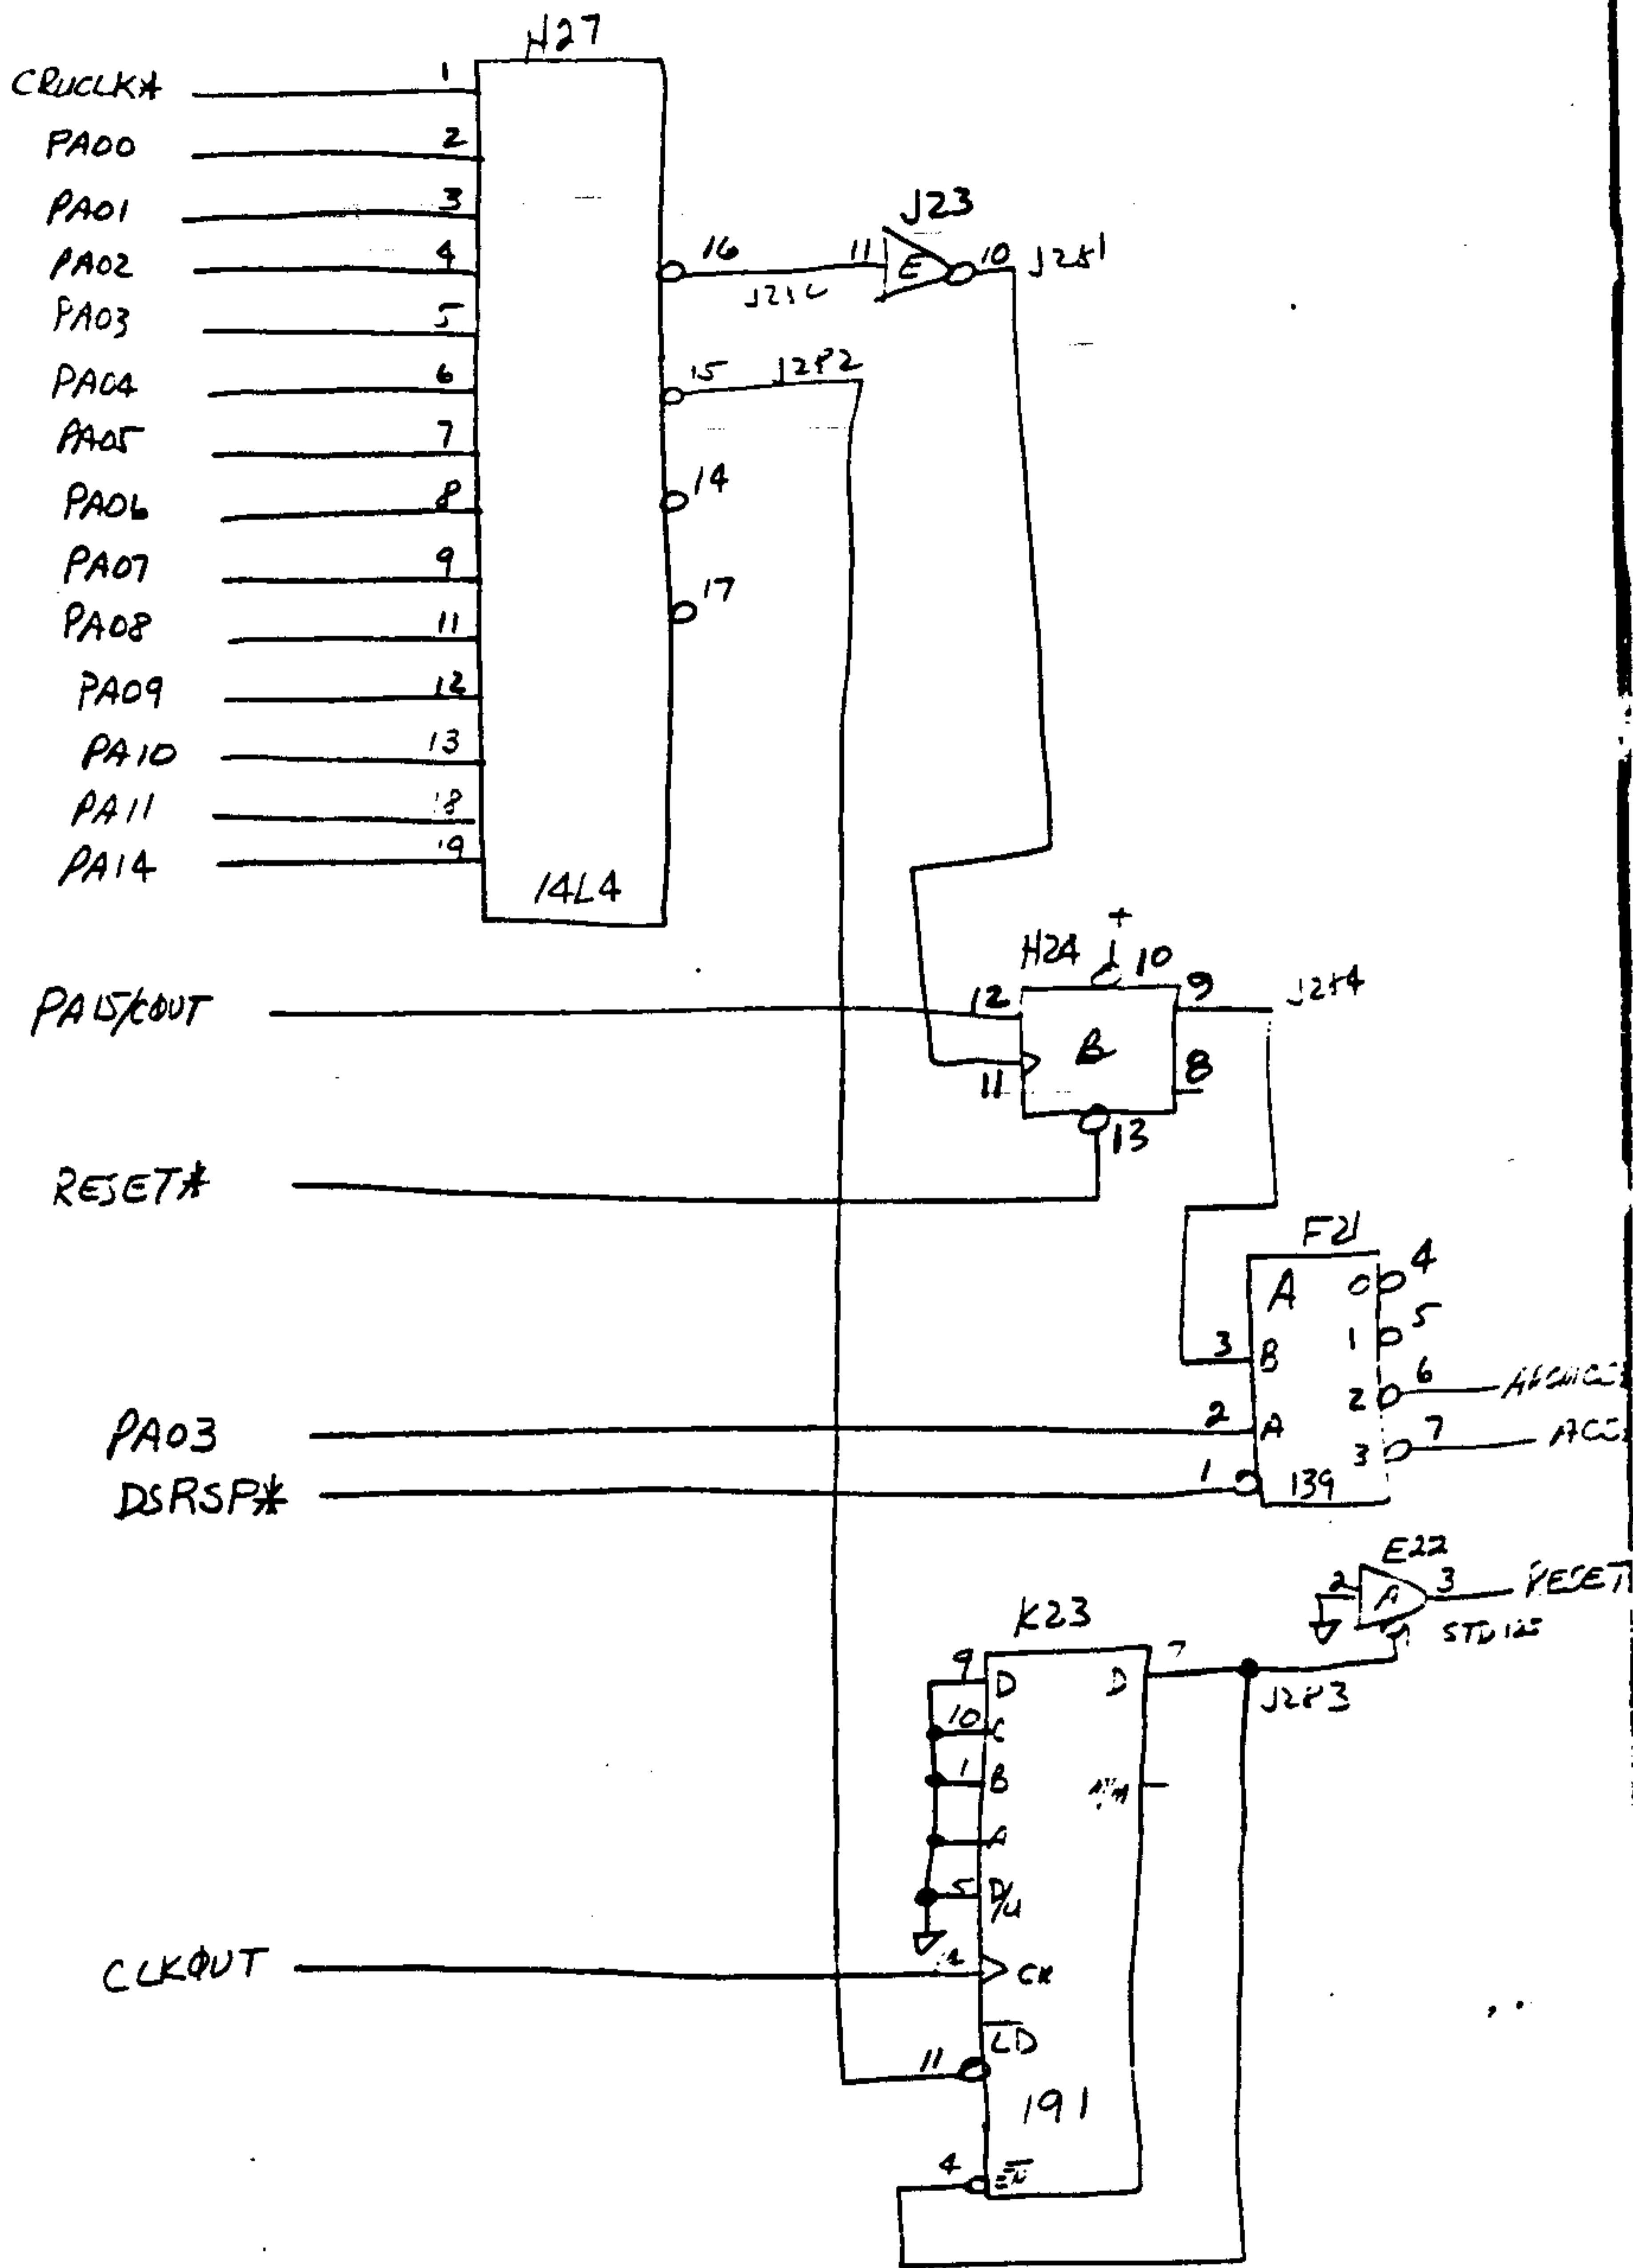 H27
CRUCLK* 1
PA00 2
PA01 3
PA02 4
PA03 5
PA04 6
PA05 7
PA06 8
PA07 9
PA08 11
PA09 12
PA10 13
PA11 18
PA14 19
14L4
16
15 J2P2
14
17
J23
11 E 10
H24 + 10
PA15/COUT 12 9
B
11 8
13
RESET*
F21
A 0 4
1 5
3 B 2 6
PA03 2 A 3 7
DSRSP* 1 139
E22
2 A 3 RESET
K23
9 D D 7
J2P3
10 C
1 B
A
5 D/U
CLKOUT CK
LD
11
191
4 EN